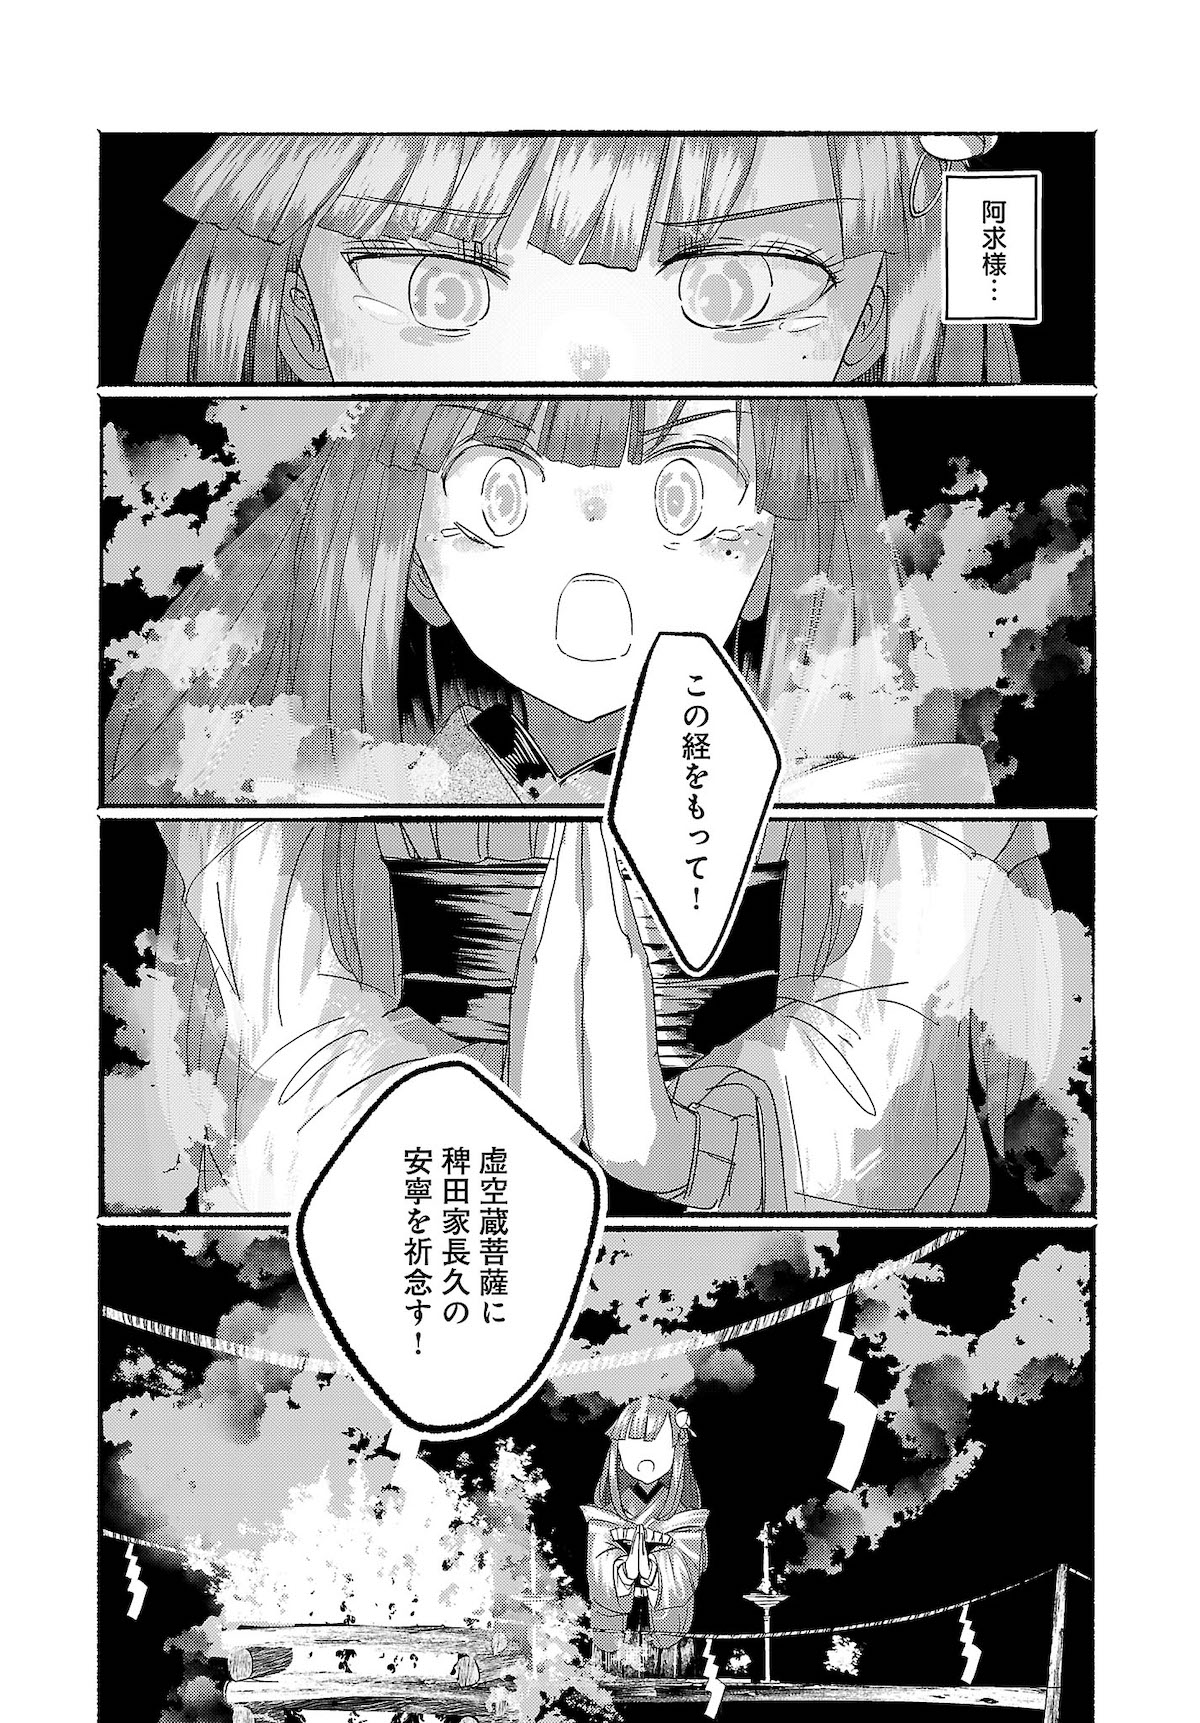 阿求様…
この経をもって！
虚空蔵菩薩に
稗田家長久の
安寧を祈念す！